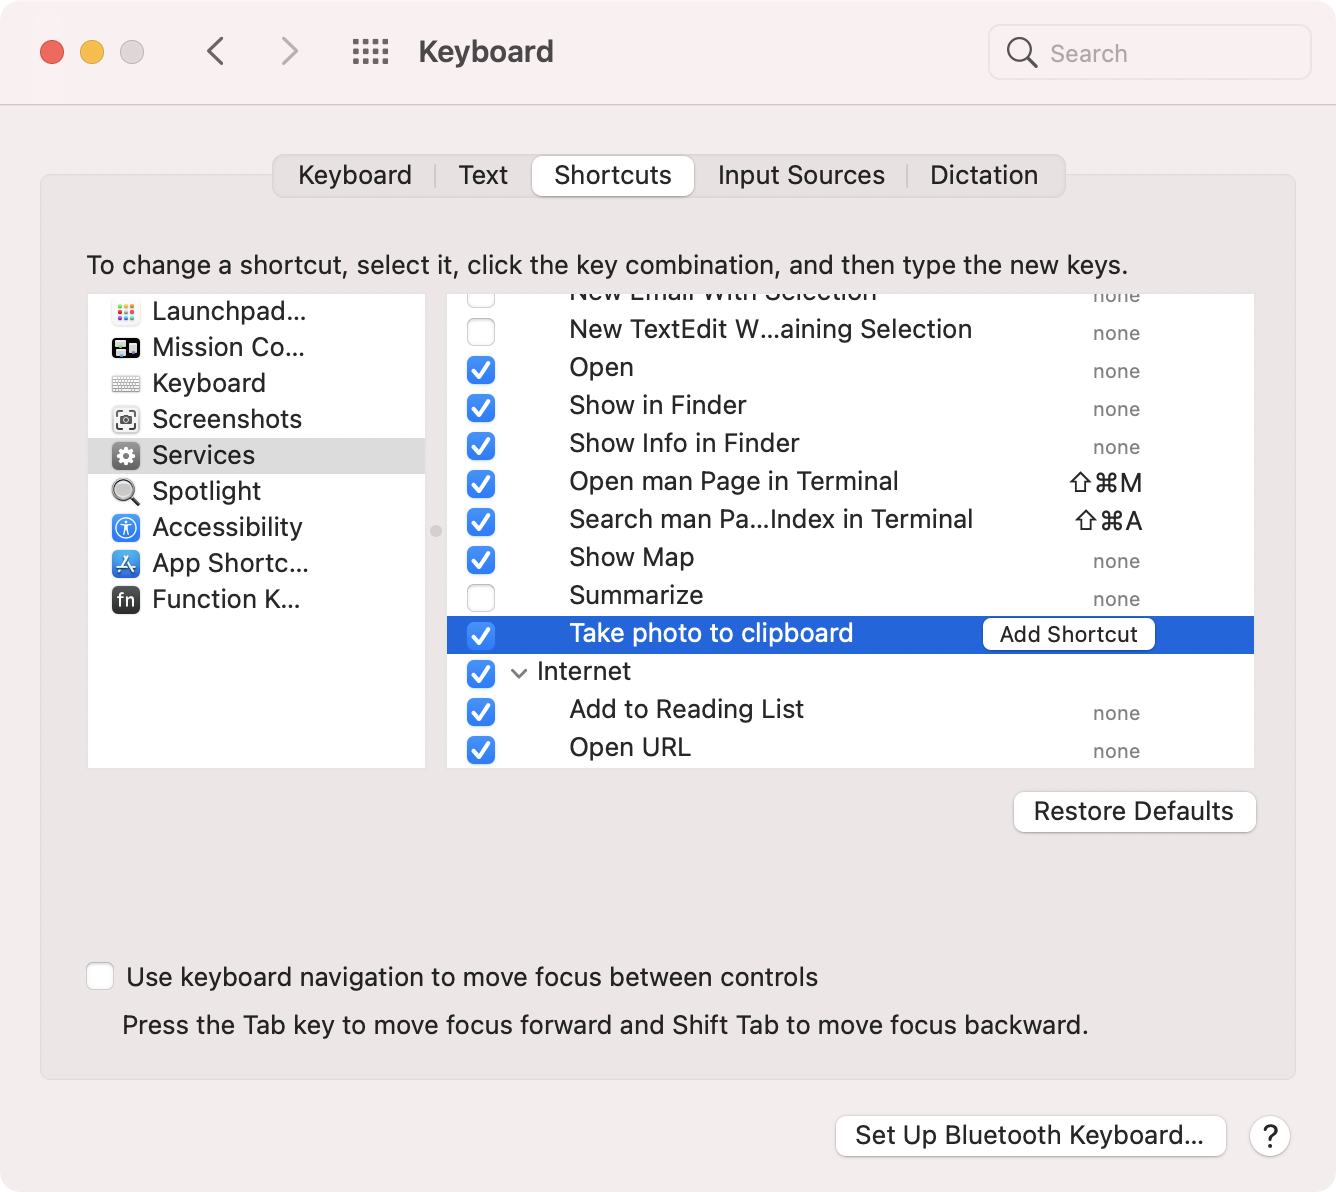 Keyboard
Search
Keyboard
Text
Shortcuts
Input Sources
Dictation
To change a shortcut, select it, click the key combination, and then type the new keys.
Launchpad...
Mission Co...
Keyboard
Screenshots
Services
Spotlight
Accessibility
App Shortc...
fn Function K...
New Email With Selection none
New TextEdit W...aining Selection none
Open none
Show in Finder none
Show Info in Finder none
Open man Page in Terminal ⇧⌘M
Search man Pa...Index in Terminal ⇧⌘A
Show Map none
Summarize none
Take photo to clipboard Add Shortcut
Internet
Add to Reading List none
Open URL none
Restore Defaults
Use keyboard navigation to move focus between controls
Press the Tab key to move focus forward and Shift Tab to move focus backward.
Set Up Bluetooth Keyboard...
?